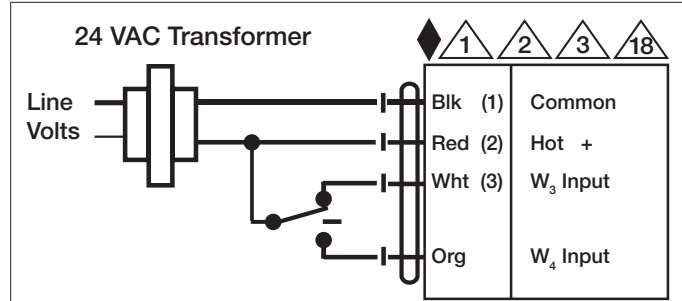 24 VAC Transformer
1 2 3 18
Line
Volts
Blk (1) Common
Red (2) Hot +
Wht (3) W₃ Input
Org W₄ Input